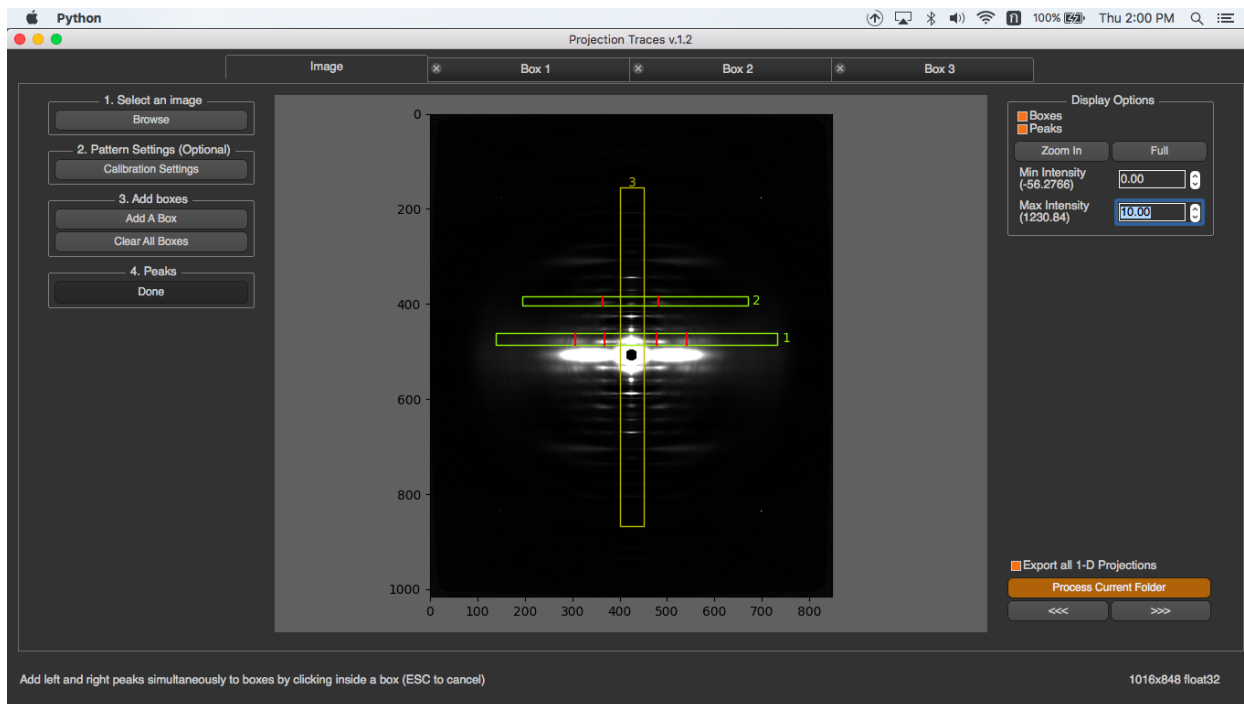 Python
100%
Thu 2:00 PM
Projection Traces v.1.2
Image
Box 1
Box 2
Box 3
1. Select an image
Browse
2. Pattern Settings (Optional)
Calibration Settings
3. Add boxes
Add A Box
Clear All Boxes
4. Peaks
Done
0
200
400
600
800
1000
3
2
1
0 100 200 300 400 500 600 700 800
Display Options
Boxes
Peaks
Zoom In
Full
Min Intensity
(-56.2766)
0.00
Max Intensity
(1230.84)
10.00
Export all 1-D Projections
Process Current Folder
<<<
>>>
Add left and right peaks simultaneously to boxes by clicking inside a box (ESC to cancel)
1016x848 float32